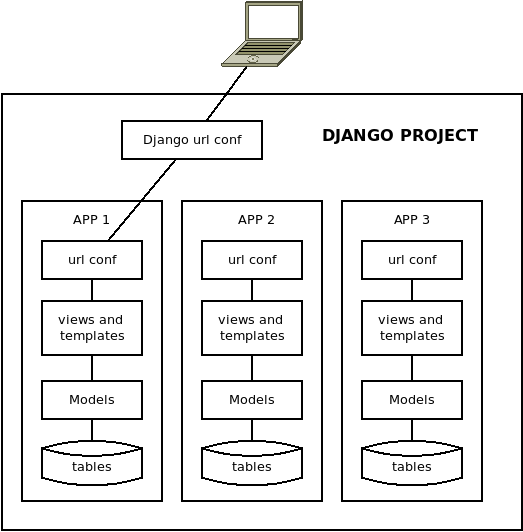 Django url conf
DJANGO PROJECT
APP 1
url conf
views and
templates
Models
tables
APP 2
url conf
views and
templates
Models
tables
APP 3
url conf
views and
templates
Models
tables